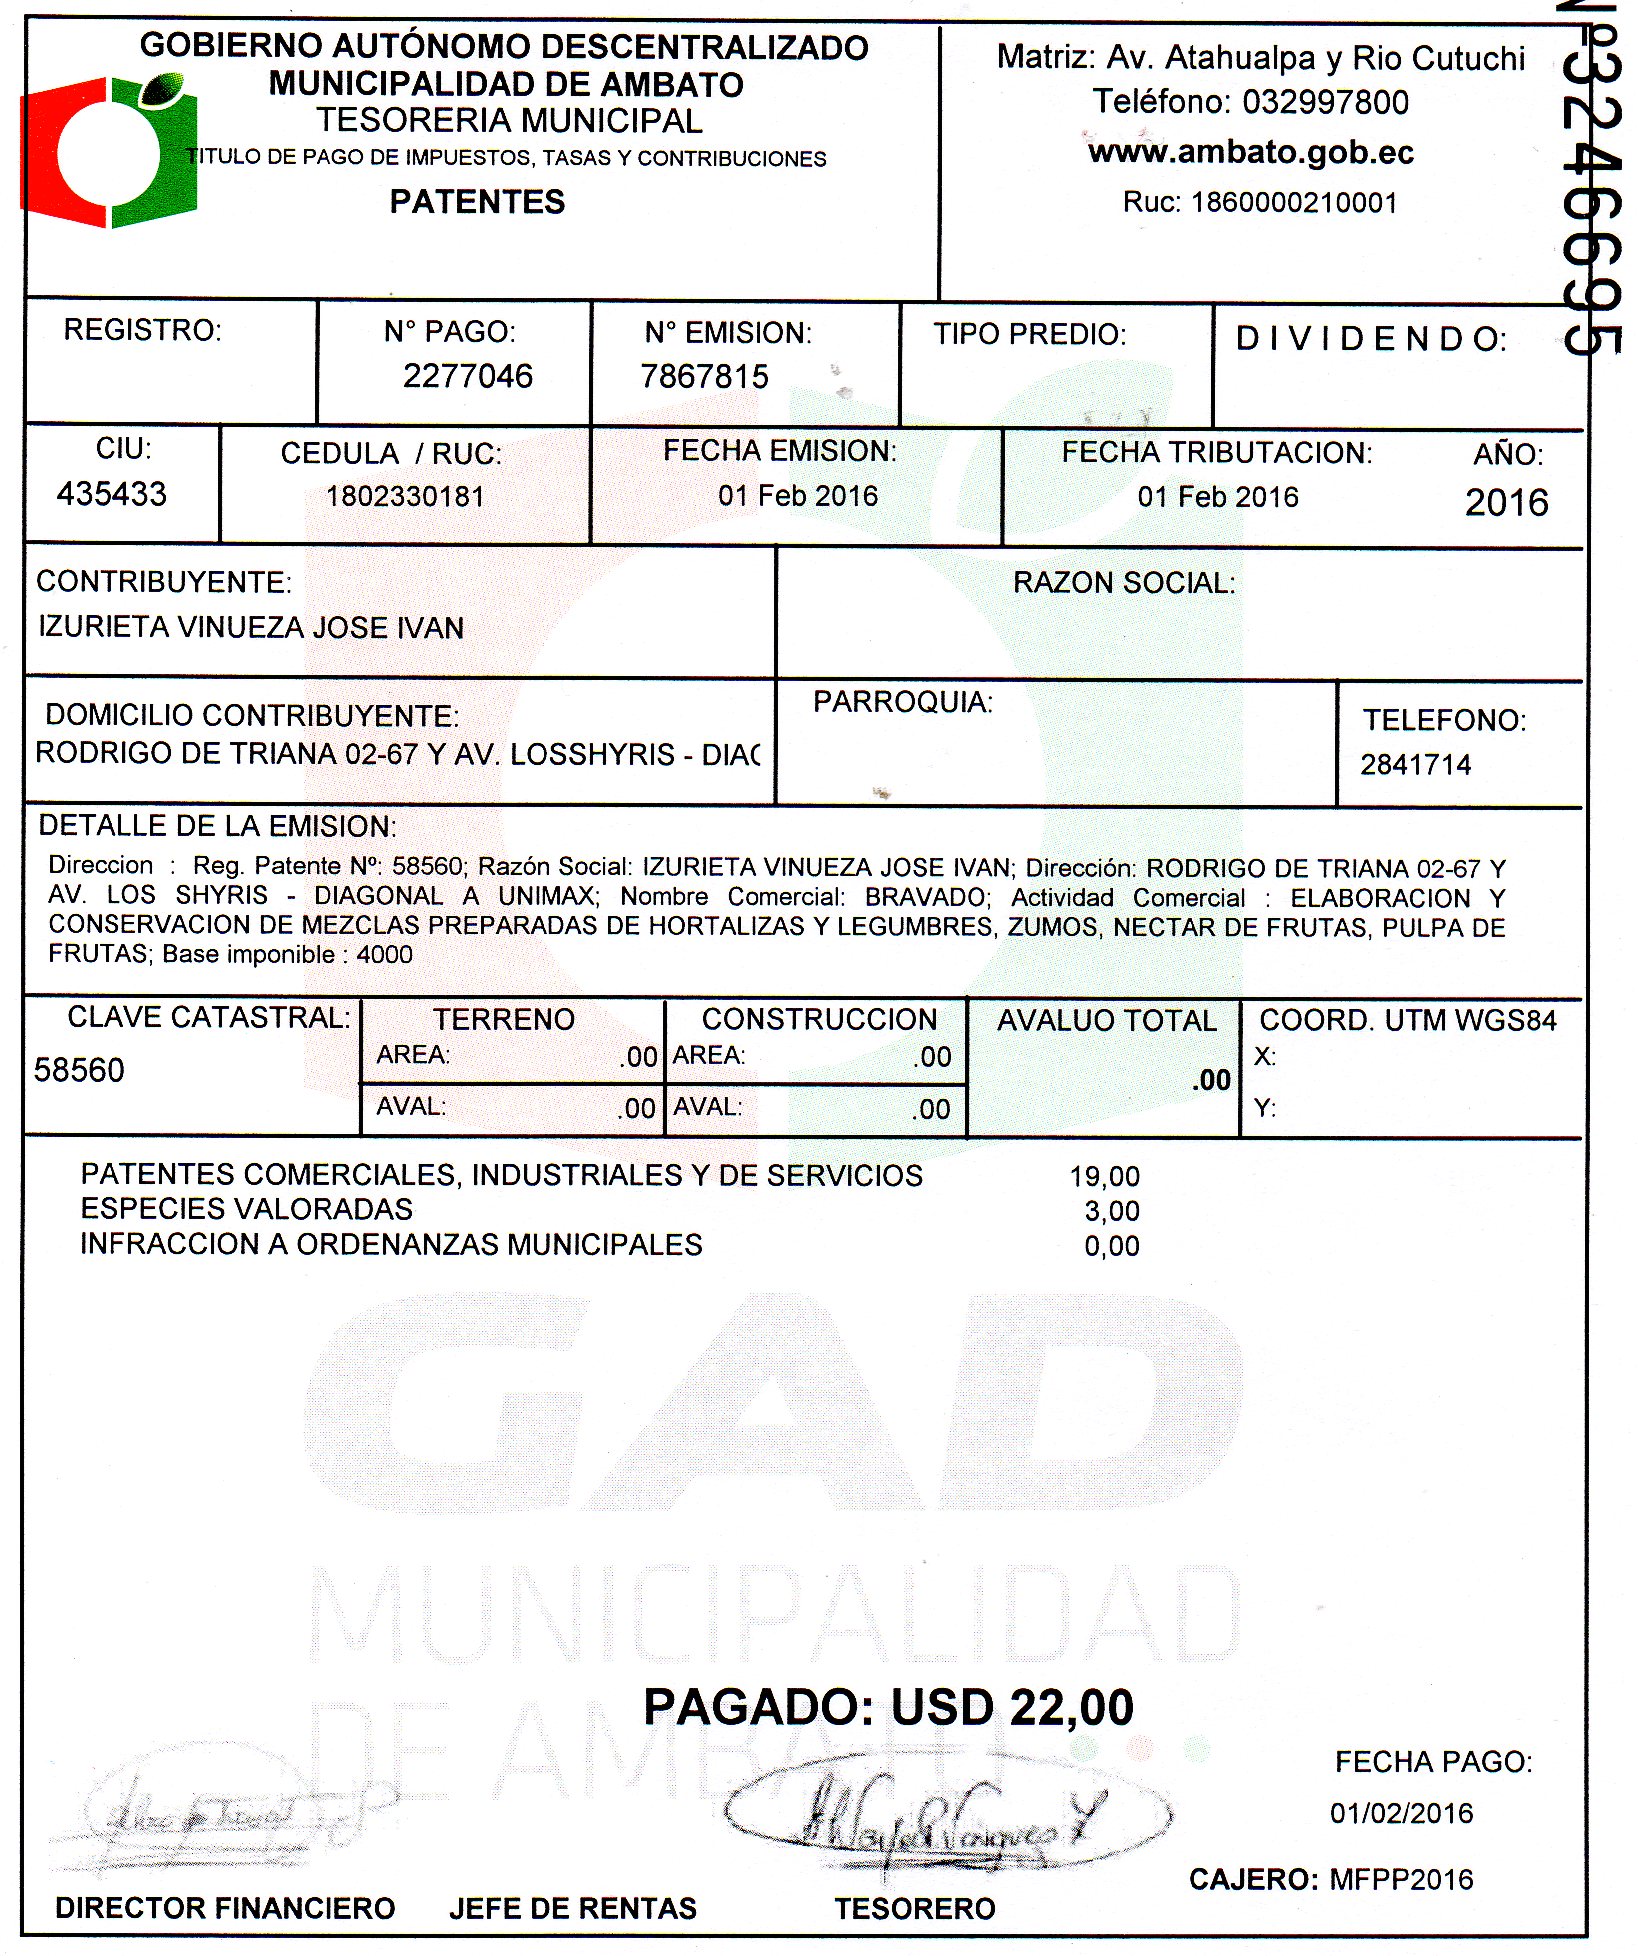 GOBIERNO AUTÓNOMO DESCENTRALIZADO
MUNICIPALIDAD DE AMBATO
TESORERIA MUNICIPAL
TITULO DE PAGO DE IMPUESTOS, TASAS Y CONTRIBUCIONES
PATENTES
Matriz: Av. Atahualpa y Rio Cutuchi
Teléfono: 032997800
www.ambato.gob.ec
Ruc: 1860000210001
Nº3246695
REGISTRO:
N° PAGO:
2277046
N° EMISION:
7867815
TIPO PREDIO:
DIVIDENDO:
CIU:
435433
CEDULA / RUC:
1802330181
FECHA EMISION:
01 Feb 2016
FECHA TRIBUTACION:
01 Feb 2016
AÑO:
2016
CONTRIBUYENTE:
IZURIETA VINUEZA JOSE IVAN
RAZON SOCIAL:
DOMICILIO CONTRIBUYENTE:
RODRIGO DE TRIANA 02-67 Y AV. LOSSHYRIS - DIAG
PARROQUIA:
TELEFONO:
2841714
DETALLE DE LA EMISION:
Direccion : Reg. Patente Nº: 58560; Razón Social: IZURIETA VINUEZA JOSE IVAN; Dirección: RODRIGO DE TRIANA 02-67 Y
AV. LOS SHYRIS - DIAGONAL A UNIMAX; Nombre Comercial: BRAVADO; Actividad Comercial : ELABORACION Y
CONSERVACION DE MEZCLAS PREPARADAS DE HORTALIZAS Y LEGUMBRES, ZUMOS, NECTAR DE FRUTAS, PULPA DE
FRUTAS; Base imponible : 4000
CLAVE CATASTRAL:
58560
TERRENO
AREA: .00
AVAL: .00
CONSTRUCCION
AREA: .00
AVAL: .00
AVALUO TOTAL
.00
COORD. UTM WGS84
X:
Y:
PATENTES COMERCIALES, INDUSTRIALES Y DE SERVICIOS 19,00
ESPECIES VALORADAS 3,00
INFRACCION A ORDENANZAS MUNICIPALES 0,00
GAD
MUNICIPALIDAD
DE AMBATO
PAGADO: USD 22,00
FECHA PAGO:
01/02/2016
CAJERO: MFPP2016
DIRECTOR FINANCIERO JEFE DE RENTAS TESORERO